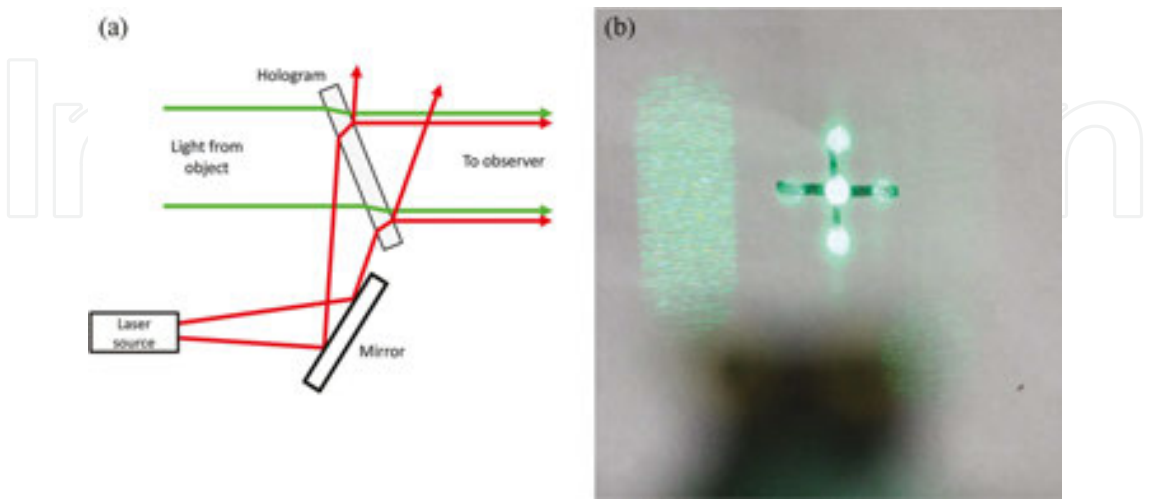 (a)
Hologram
Light from
object
To observer
Laser
source
Mirror
(b)